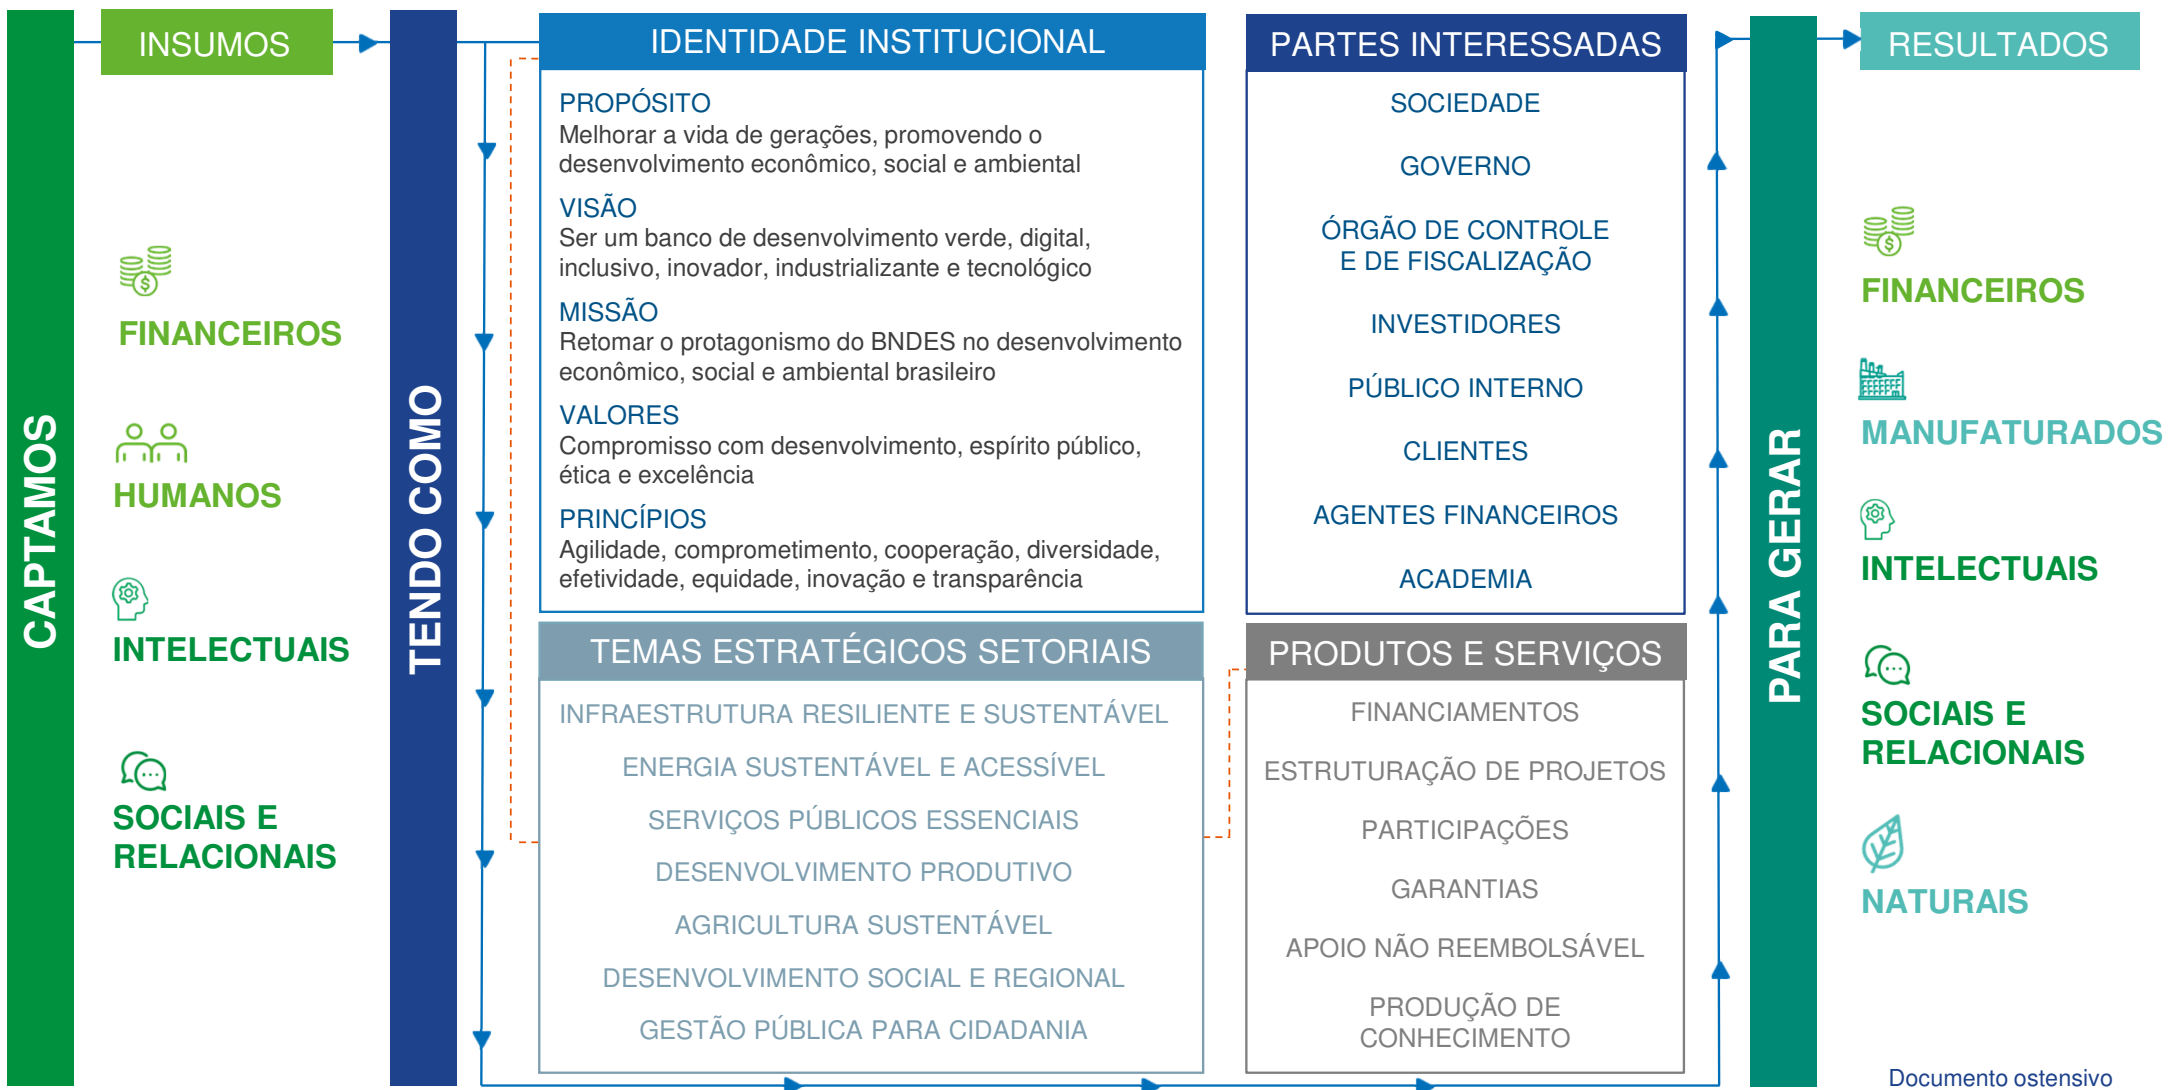 CAPTAMOS
INSUMOS
FINANCEIROS
HUMANOS
INTELECTUAIS
SOCIAIS E
RELACIONAIS
TENDO COMO
IDENTIDADE INSTITUCIONAL
PROPÓSITO
Melhorar a vida de gerações, promovendo o
desenvolvimento econômico, social e ambiental
VISÃO
Ser um banco de desenvolvimento verde, digital,
inclusivo, inovador, industrializante e tecnológico
MISSÃO
Retomar o protagonismo do BNDES no desenvolvimento
econômico, social e ambiental brasileiro
VALORES
Compromisso com desenvolvimento, espírito público,
ética e excelência
PRINCÍPIOS
Agilidade, comprometimento, cooperação, diversidade,
efetividade, equidade, inovação e transparência
TEMAS ESTRATÉGICOS SETORIAIS
INFRAESTRUTURA RESILIENTE E SUSTENTÁVEL
ENERGIA SUSTENTÁVEL E ACESSÍVEL
SERVIÇOS PÚBLICOS ESSENCIAIS
DESENVOLVIMENTO PRODUTIVO
AGRICULTURA SUSTENTÁVEL
DESENVOLVIMENTO SOCIAL E REGIONAL
GESTÃO PÚBLICA PARA CIDADANIA
PARTES INTERESSADAS
SOCIEDADE
GOVERNO
ÓRGÃO DE CONTROLE
E DE FISCALIZAÇÃO
INVESTIDORES
PÚBLICO INTERNO
CLIENTES
AGENTES FINANCEIROS
ACADEMIA
PRODUTOS E SERVIÇOS
FINANCIAMENTOS
ESTRUTURAÇÃO DE PROJETOS
PARTICIPAÇÕES
GARANTIAS
APOIO NÃO REEMBOLSÁVEL
PRODUÇÃO DE
CONHECIMENTO
PARA GERAR
RESULTADOS
FINANCEIROS
MANUFATURADOS
INTELECTUAIS
SOCIAIS E
RELACIONAIS
NATURAIS
Documento ostensivo